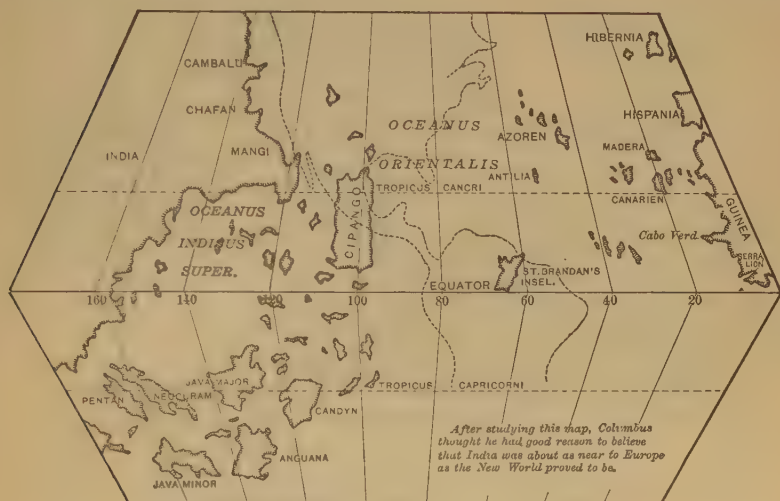 HIBERNIA
CAMBALU
CHAFAN
HISPANIA
OCEANUS
AZOREN
INDIA
MANGI
MADERA
ORIENTALIS
ANTILIA
TROPICUS CANCRI
CANARIEN
OCEANUS
INDICUS
SUPER.
CIPANGO
GUINEA
Cabo Verd.
SERRA
LION
ST. BRANDAN'S
INSEL.
EQUATOR
160 140 120 100 80 60 40 20
JAVA MAJOR
PENTAN
NEOCURAM
TROPICUS CAPRICORNI
CANDYN
ANGUANA
JAVA MINOR
After studying this map, Columbus
thought he had good reason to believe
that India was about as near to Europe
as the New World proved to be.